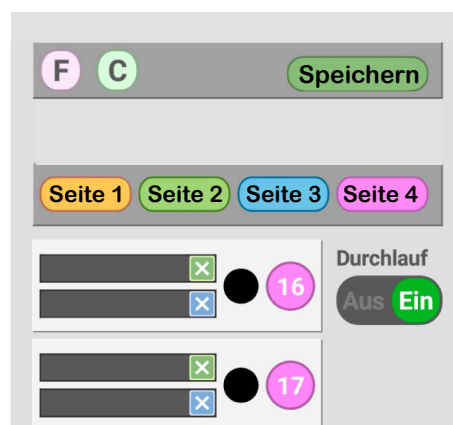 F C Speichern
Seite 1 Seite 2 Seite 3 Seite 4
Durchlauf
16 Aus Ein
17